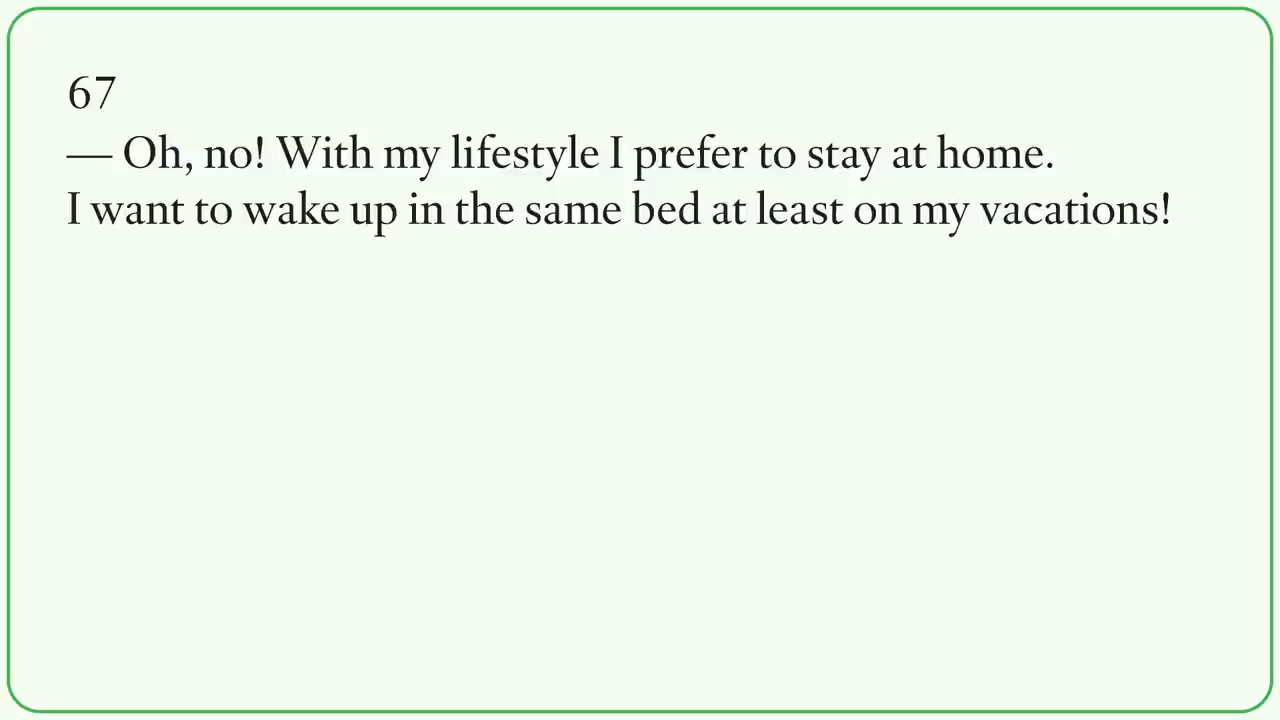 67
— Oh, no! With my lifestyle I prefer to stay at home.
I want to wake up in the same bed at least on my vacations!